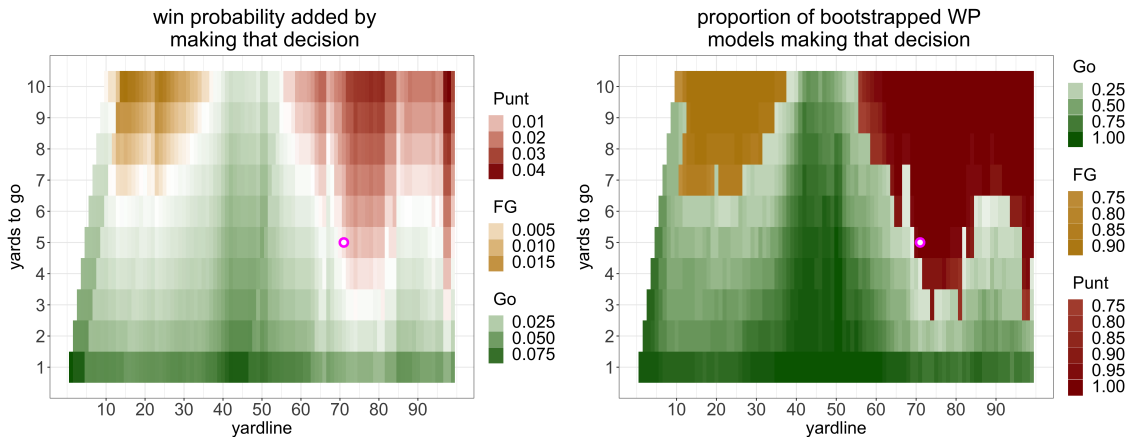 win probability added by
making that decision
yards to go
10
9
8
7
6
5
4
3
2
1
10 20 30 40 50 60 70 80 90
yardline
Punt
0.01
0.02
0.03
0.04
FG
0.005
0.010
0.015
Go
0.025
0.050
0.075
proportion of bootstrapped WP
models making that decision
yards to go
10
9
8
7
6
5
4
3
2
1
10 20 30 40 50 60 70 80 90
yardline
Go
0.25
0.50
0.75
1.00
FG
0.75
0.80
0.85
0.90
Punt
0.75
0.80
0.85
0.90
0.95
1.00